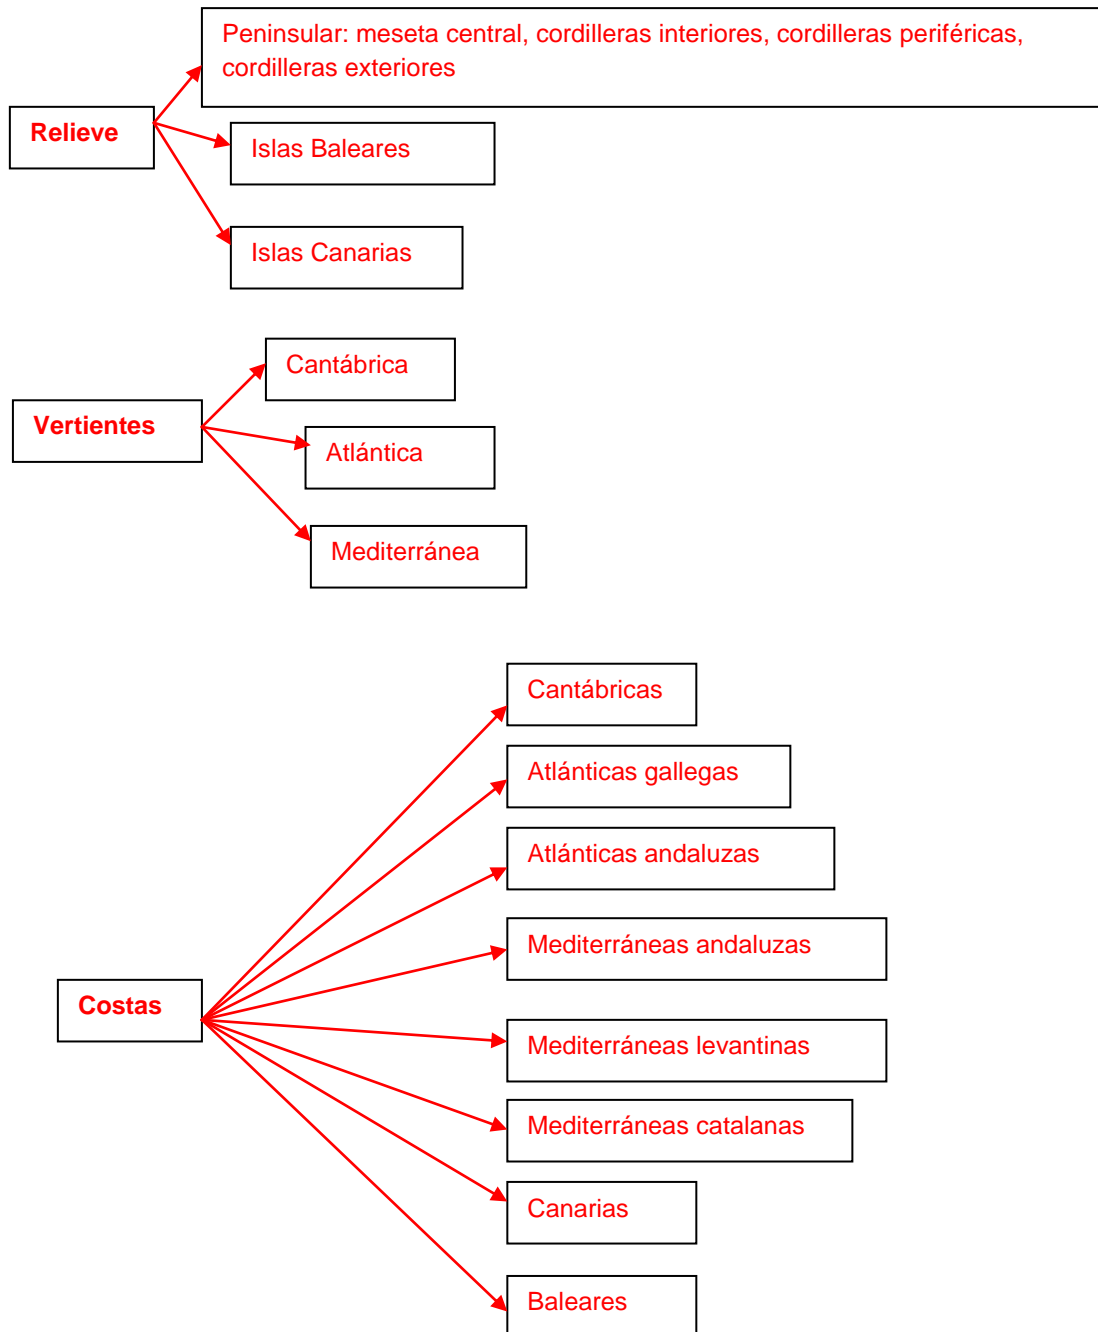 Peninsular: meseta central, cordilleras interiores, cordilleras periféricas,
cordilleras exteriores
Relieve
Islas Baleares
Islas Canarias
Cantábrica
Vertientes
Atlántica
Mediterránea
Cantábricas
Atlánticas gallegas
Atlánticas andaluzas
Mediterráneas andaluzas
Costas
Mediterráneas levantinas
Mediterráneas catalanas
Canarias
Baleares